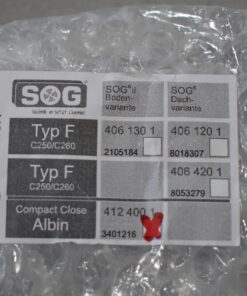 SOG®
SOG® II
Boden-
variante
SOG®
Dach-
variante
Typ F
C250/C260
406 130 1
2105184
406 120 1
8018307
Typ F
C250/C260
406 420 1
8053279
Compact Close
Albin
412 400 1
3401216